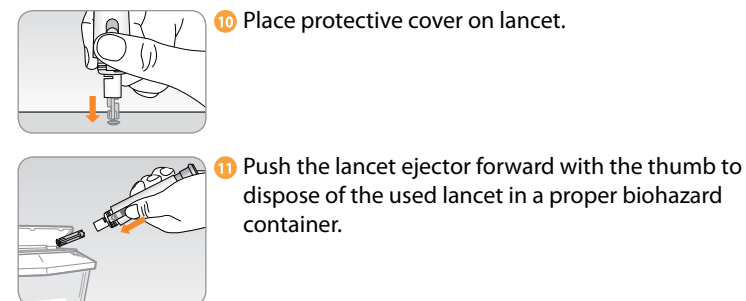 10 Place protective cover on lancet.
11 Push the lancet ejector forward with the thumb to
dispose of the used lancet in a proper biohazard
container.